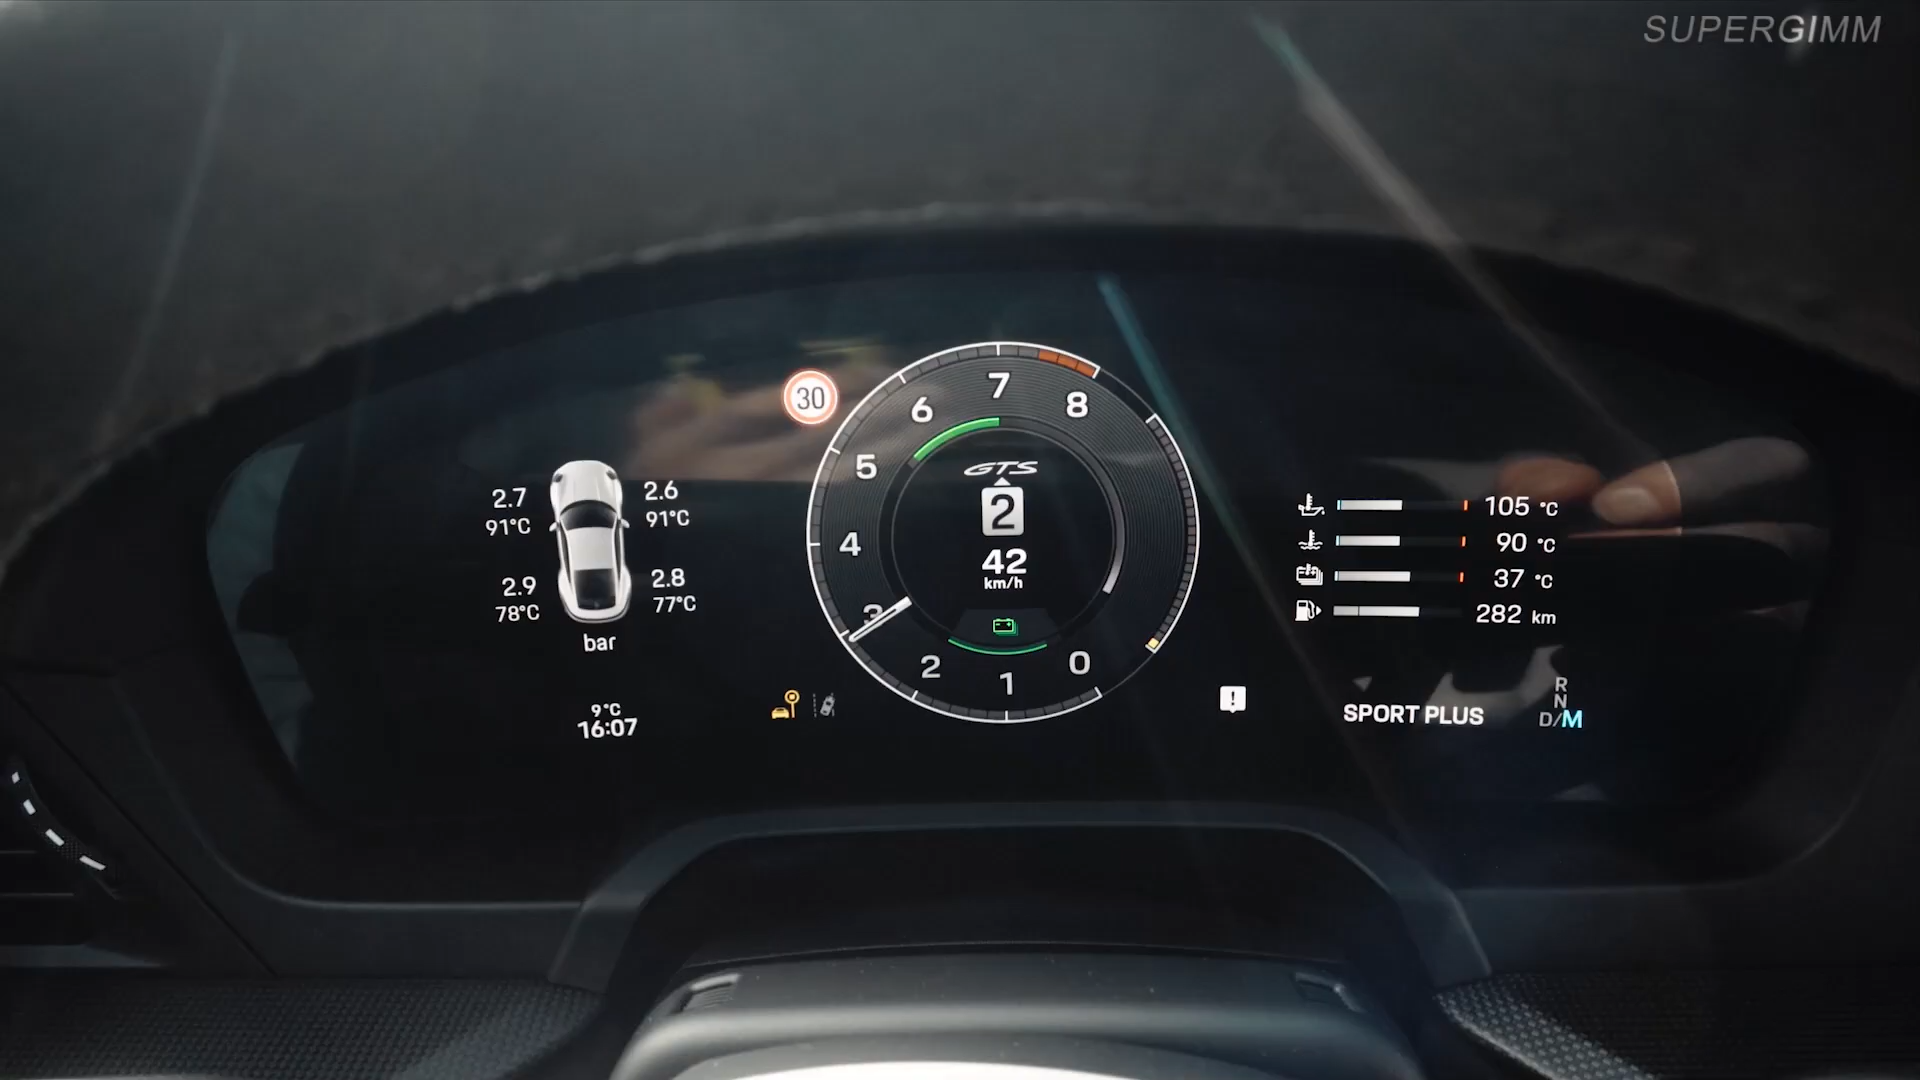 SUPERGIMM
30
7
6
8
5
4
3
2
1
0
GTS
2
42
km/h
2.7
91°C
2.6
91°C
2.9
78°C
2.8
77°C
bar
9°C
16:07
105 °C
90 °C
37 °C
282 km
SPORT PLUS
R
N
D/M